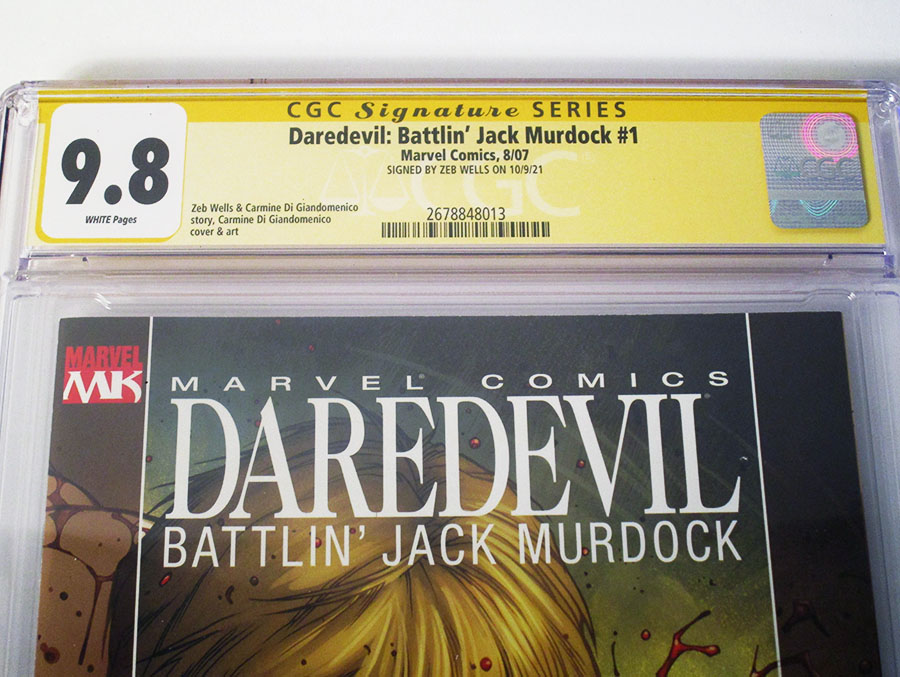 CGC Signature SERIES
Daredevil: Battlin' Jack Murdock #1
Marvel Comics, 8/07
SIGNED BY ZEB WELLS ON 10/9/21
9.8
WHITE Pages
Zeb Wells & Carmine Di Giandomenico
story, Carmine Di Giandomenico
cover & art
CGC
2678848013
CGC
MARVEL
MK
MARVEL COMICS
DAREDEVIL
BATTLIN' JACK MURDOCK